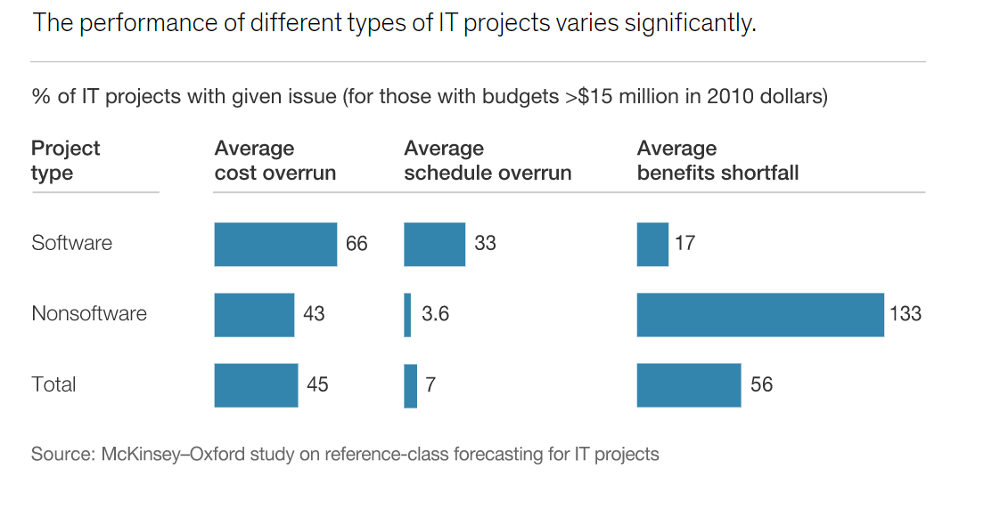 The performance of different types of IT projects varies significantly.
% of IT projects with given issue (for those with budgets >$15 million in 2010 dollars)
Project type Average cost overrun Average schedule overrun Average benefits shortfall
Software 66 33 17
Nonsoftware 43 3.6 133
Total 45 7 56
Source: McKinsey–Oxford study on reference-class forecasting for IT projects